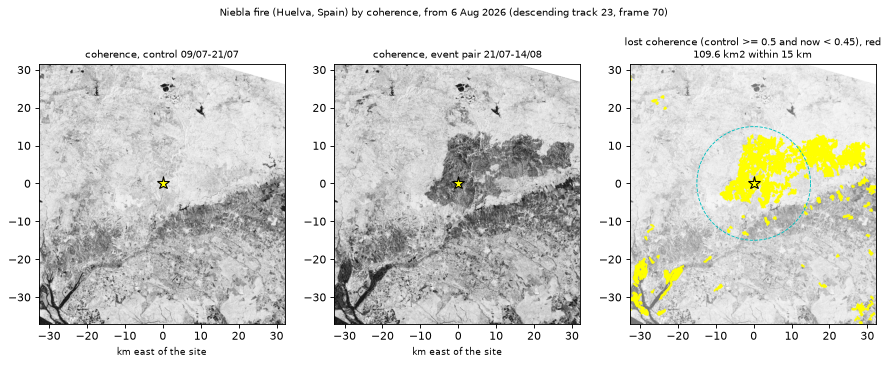 Niebla fire (Huelva, Spain) by coherence, from 6 Aug 2026 (descending track 23, frame 70)
coherence, control 09/07-21/07
coherence, event pair 21/07-14/08
lost coherence (control >= 0.5 and now < 0.45), red
109.6 km2 within 15 km
30
20
10
0
−10
−20
−30
−30 −20 −10 0 10 20 30
km east of the site
30
20
10
0
−10
−20
−30
−30 −20 −10 0 10 20 30
km east of the site
30
20
10
0
−10
−20
−30
−30 −20 −10 0 10 20 30